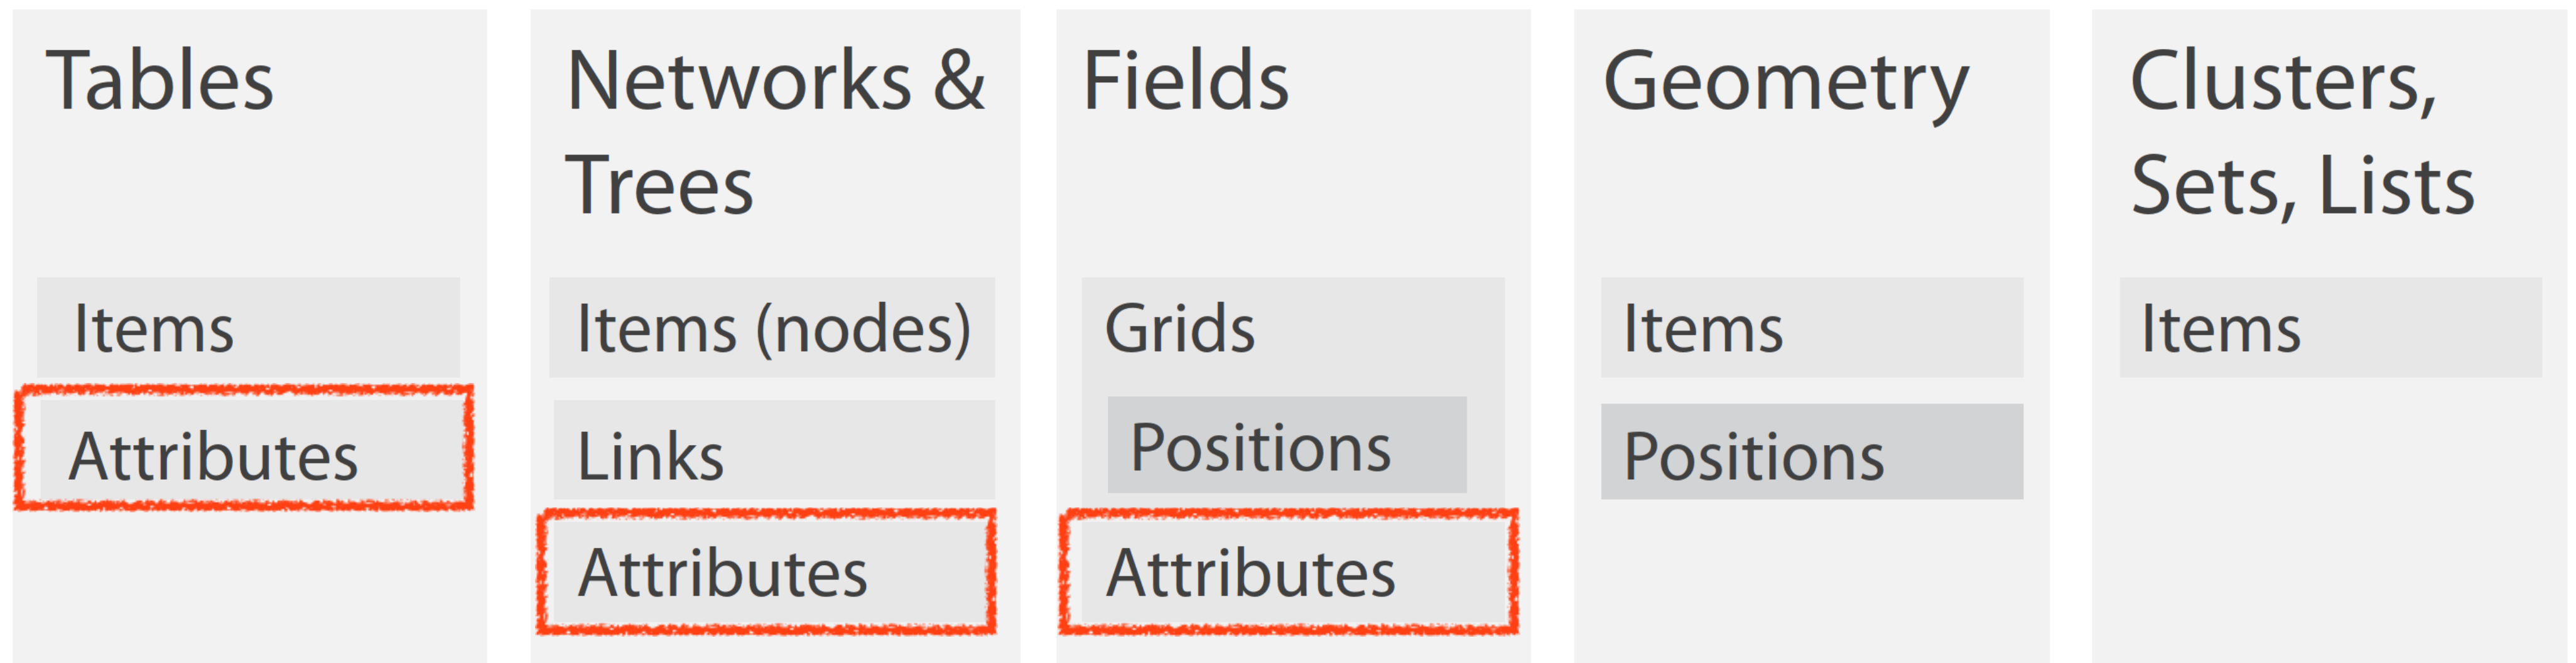 Tables
Items
Attributes
Networks &
Trees
Items (nodes)
Links
Attributes
Fields
Grids
Positions
Attributes
Geometry
Items
Positions
Clusters,
Sets, Lists
Items